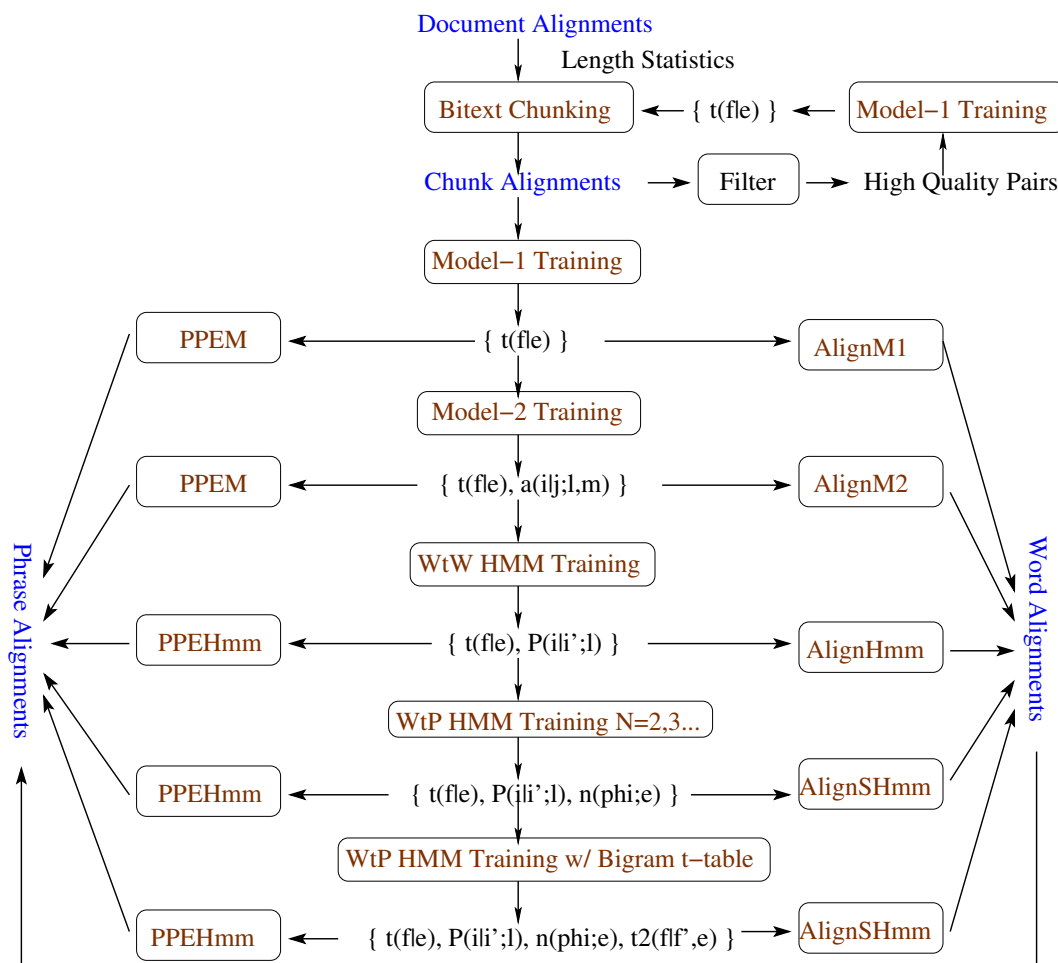 Document Alignments
Length Statistics
Bitext Chunking
{ t(f|e) }
Model−1 Training
Chunk Alignments
Filter
High Quality Pairs
Model−1 Training
PPEM
{ t(f|e) }
AlignM1
Model−2 Training
PPEM
{ t(f|e), a(i|j;l,m) }
AlignM2
WtW HMM Training
Phrase Alignments
Word Alignments
PPEHmm
{ t(f|e), P(i|i’;l) }
AlignHmm
WtP HMM Training N=2,3...
PPEHmm
{ t(f|e), P(i|i’;l), n(phi;e) }
AlignSHmm
WtP HMM Training w/ Bigram t−table
PPEHmm
{ t(f|e), P(i|i’;l), n(phi;e), t2(f|f’,e) }
AlignSHmm